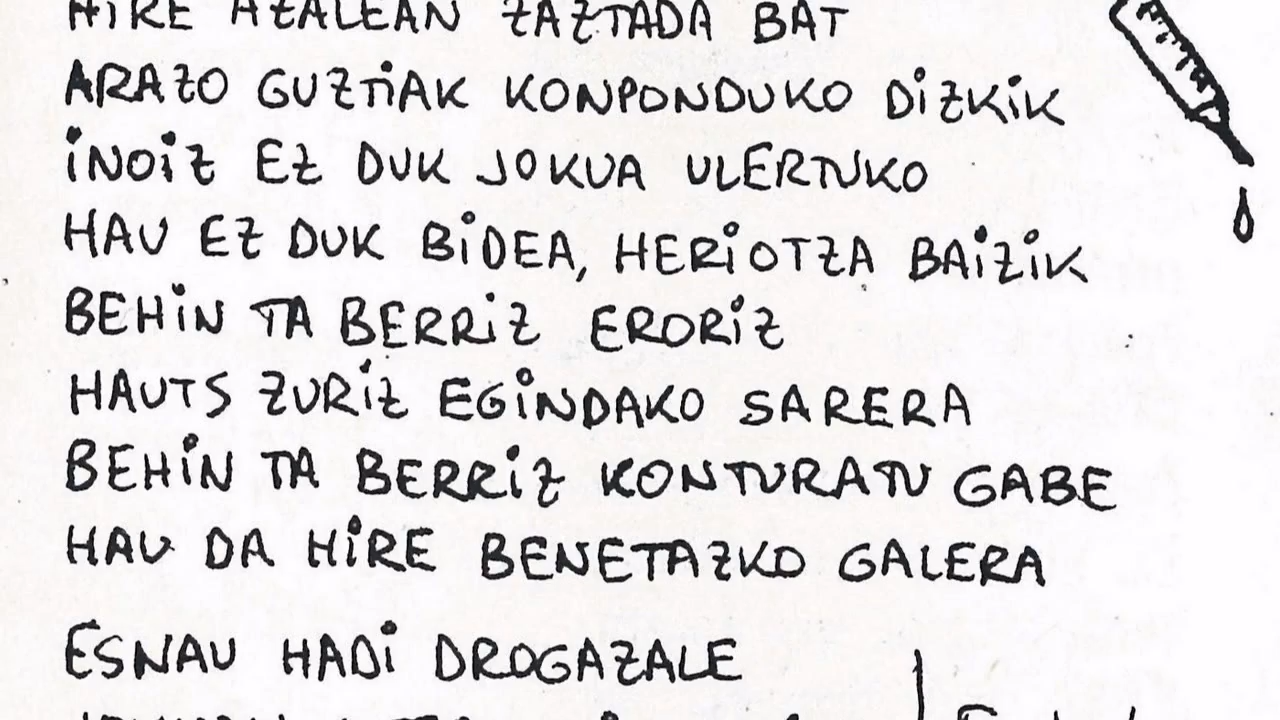 HIRE AZALEAN ZAZTADA BAT
ARAZO GUZTIAK KONPONDUKO DIZKIK
INOIZ EZ DUK JOKUA ULERTUKO
HAU EZ DUK BIDEA, HERIOTZA BAIZIK
BEHIN TA BERRIZ ERORIZ
HAUTS ZURIZ EGINDAKO SARERA
BEHIN TA BERRIZ KONTURATU GABE
HAU DA HIRE BENETAZKO GALERA
ESNAU HADI DROGAZALE